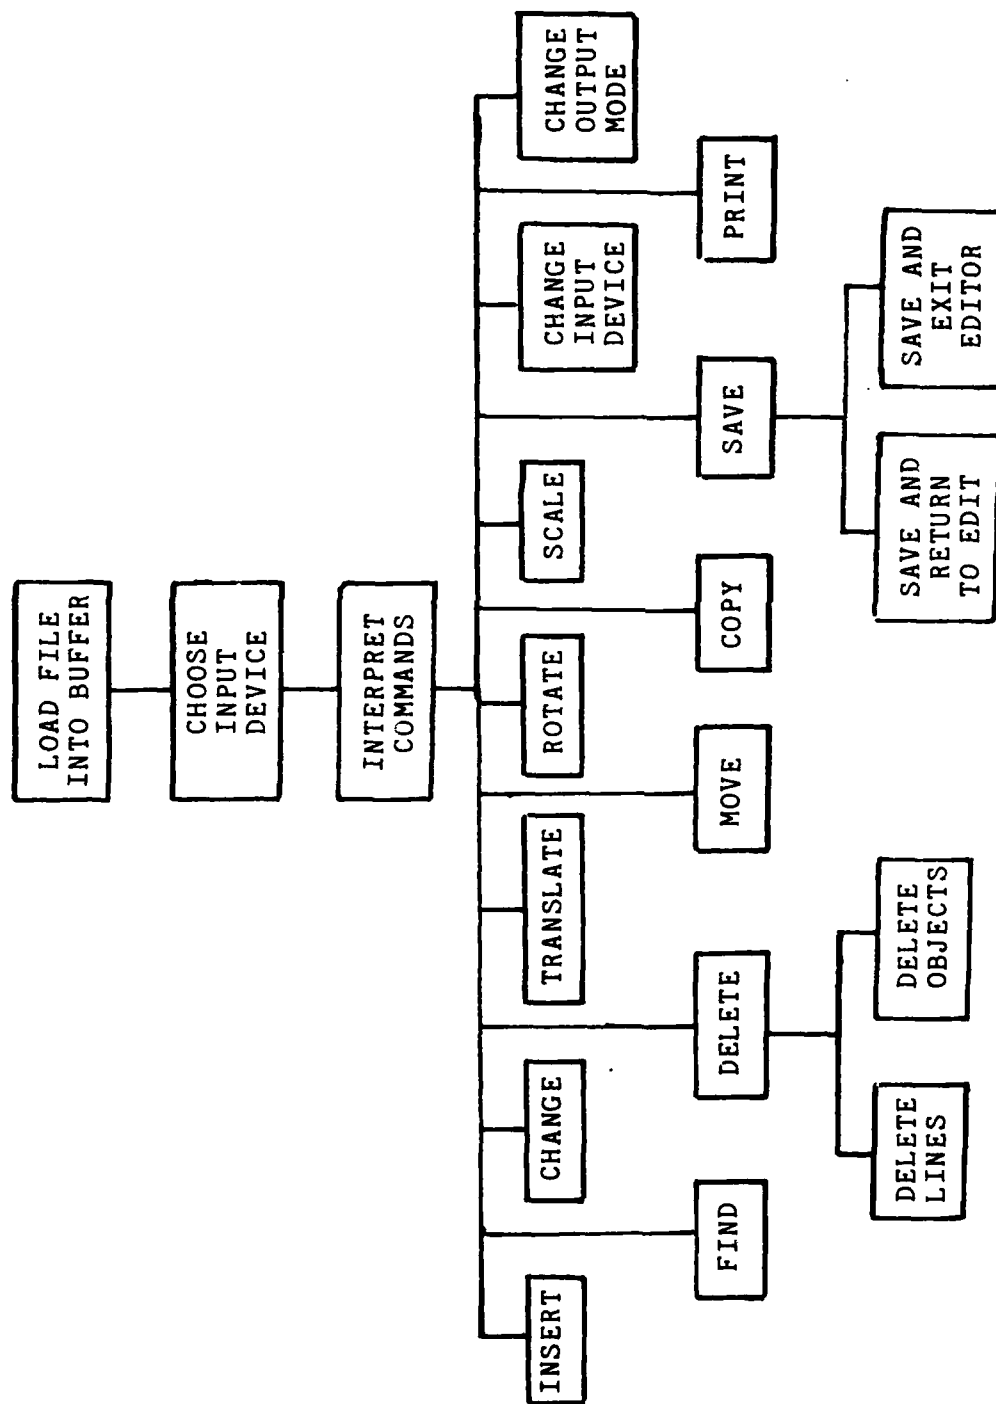 LOAD FILE
INTO BUFFER
CHOOSE
INPUT
DEVICE
INTERPRET
COMMANDS
INSERT
CHANGE
TRANSLATE
ROTATE
SCALE
CHANGE
INPUT
DEVICE
CHANGE
OUTPUT
MODE
FIND
DELETE
MOVE
COPY
SAVE
PRINT
DELETE
LINES
DELETE
OBJECTS
SAVE AND
RETURN
TO EDIT
SAVE AND
EXIT
EDITOR